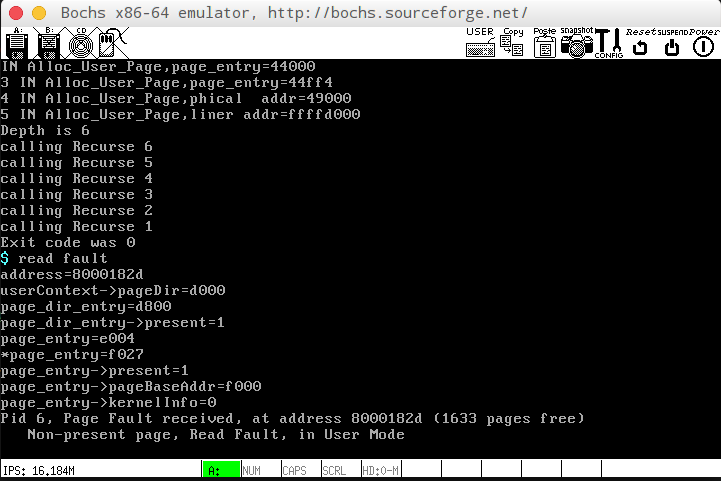 Bochs x86-64 emulator, http://bochs.sourceforge.net/
A: B: CD USER Copy Paste Snapshot CONFIG Reset SUSPEND Power
IN Alloc_User_Page,page_entry=44000
3 IN Alloc_User_Page,page_entry=44ff4
4 IN Alloc_User_Page,phical  addr=49000
5 IN Alloc_User_Page,liner addr=ffffd000
Depth is 6
calling Recurse 6
calling Recurse 5
calling Recurse 4
calling Recurse 3
calling Recurse 2
calling Recurse 1
Exit code was 0
$ read fault
address=8000182d
userContext->pageDir=d000
page_dir_entry=d800
page_dir_entry->present=1
page_entry=e004
*page_entry=f027
page_entry->present=1
page_entry->pageBaseAddr=f000
page_entry->kernelInfo=0
Pid 6, Page Fault received, at address 8000182d (1633 pages free)
   Non-present page, Read Fault, in User Mode
IPS: 16.184M A: NUM CAPS SCRL HD:0-M